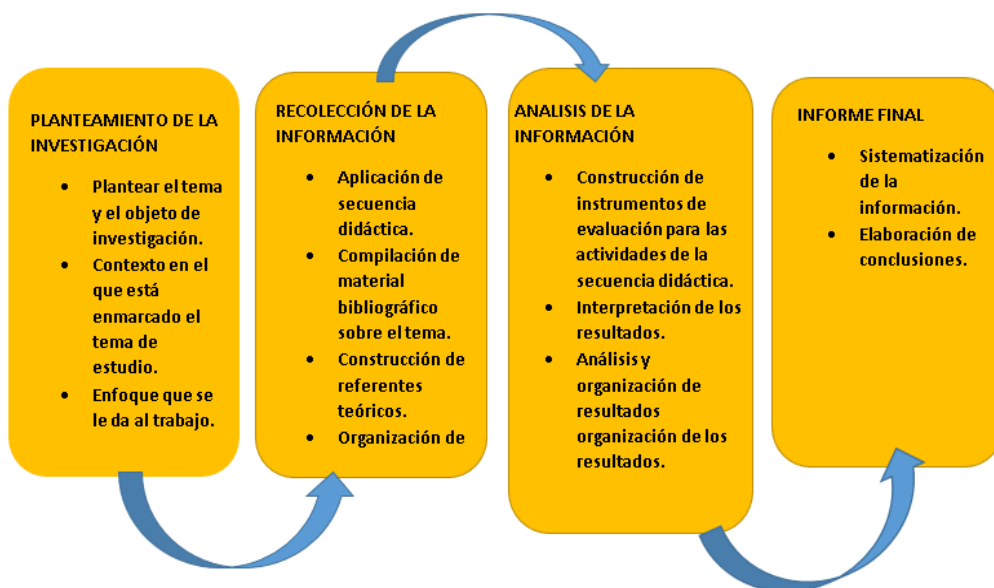 PLANTEAMIENTO DE LA
INVESTIGACIÓN
• Plantear el tema
y el objeto de
investigación.
• Contexto en el
que está
enmarcado el
tema de
estudio.
• Enfoque que se
le da al trabajo.
RECOLECCIÓN DE LA
INFORMACIÓN
• Aplicación de
secuencia
didáctica.
• Compilación de
material
bibliográfico
sobre el tema.
• Construcción de
referentes
teóricos.
• Organización de
ANALISIS DE LA
INFORMACIÓN
• Construcción de
instrumentos de
evaluación para las
actividades de la
secuencia didáctica.
• Interpretación de los
resultados.
• Análisis y
organización de
resultados
organización de los
resultados.
INFORME FINAL
• Sistematización
de la
información.
• Elaboración de
conclusiones.